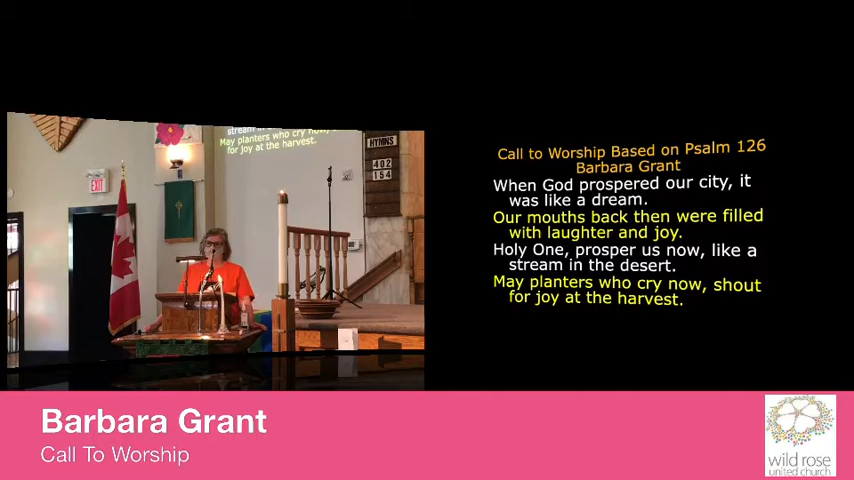 stream in
May planters who cry now,
for joy at the harvest.
HYMNS
402
154
EXIT
Call to Worship Based on Psalm 126
Barbara Grant
When God prospered our city, it
was like a dream.
Our mouths back then were filled
with laughter and joy.
Holy One, prosper us now, like a
stream in the desert.
May planters who cry now, shout
for joy at the harvest.
Barbara Grant
Call To Worship
wild rose
united church